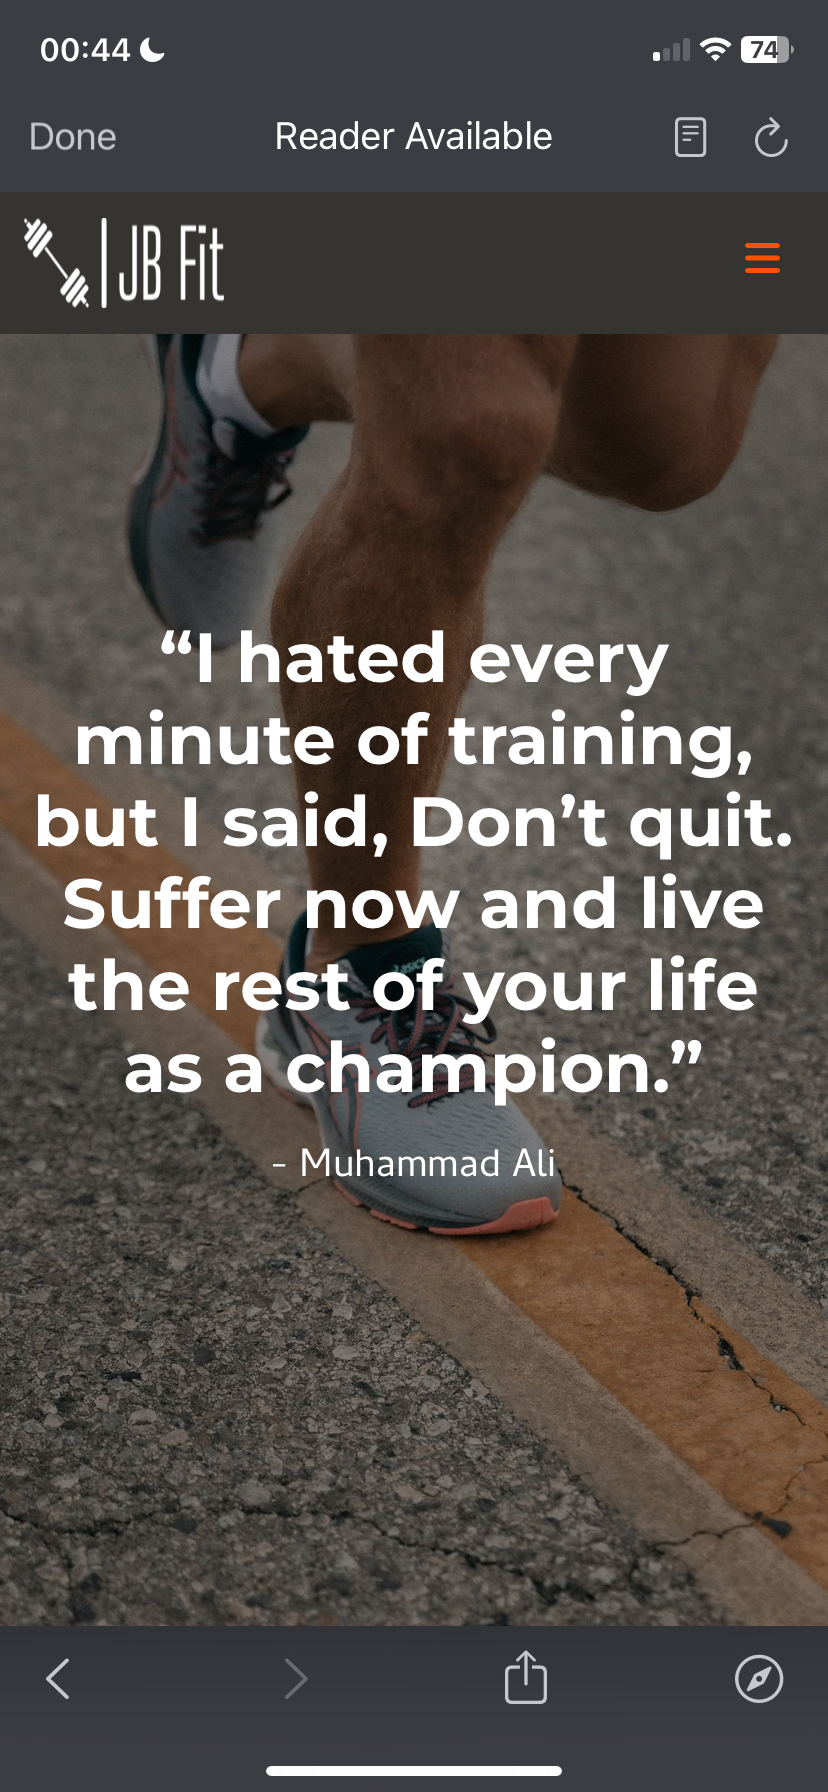 00:44
74
Done
Reader Available
JB Fit
“I hated every
minute of training,
but I said, Don’t quit.
Suffer now and live
the rest of your life
as a champion.”
- Muhammad Ali
asics